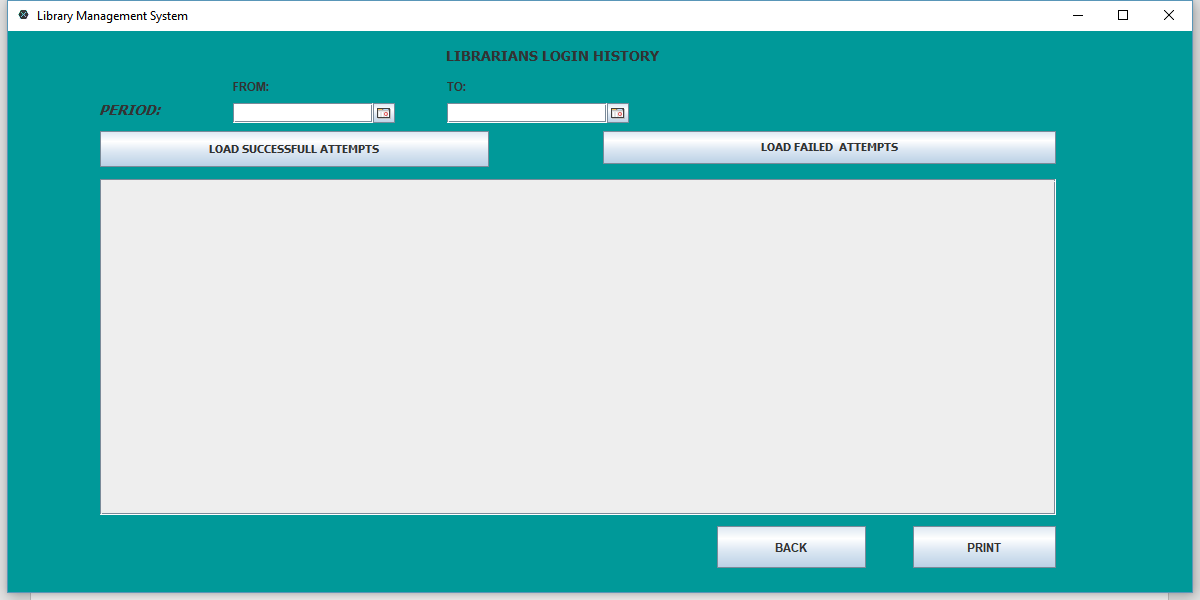 Library Management System
LIBRARIANS LOGIN HISTORY
FROM: TO:
PERIOD:
LOAD SUCCESSFULL ATTEMPTS LOAD FAILED  ATTEMPTS
BACK PRINT